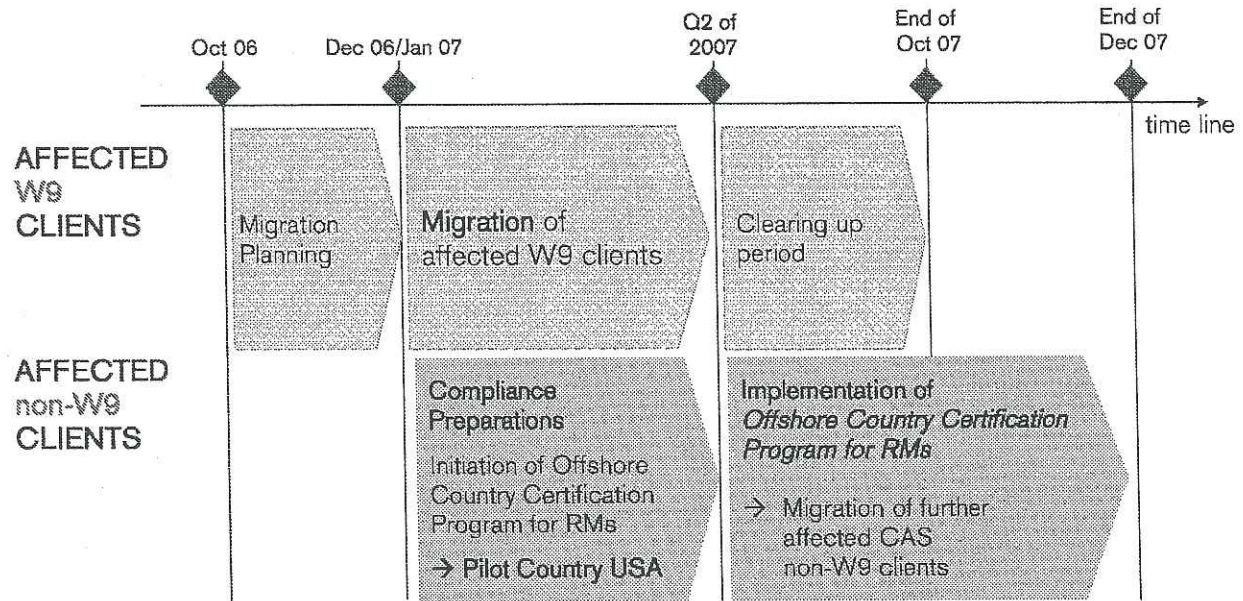 Oct 06
Dec 06/Jan 07
Q2 of
2007
End of
Oct 07
End of
Dec 07
time line
AFFECTED
W9
CLIENTS
Migration
Planning
Migration of
affected W9 clients
Clearing up
period
AFFECTED
non-W9
CLIENTS
Compliance
Preparations
Initiation of Offshore
Country Certification
Program for RMs
→ Pilot Country USA
Implementation of
Offshore Country Certification
Program for RMs
→ Migration of further
affected CAS
non-W9 clients